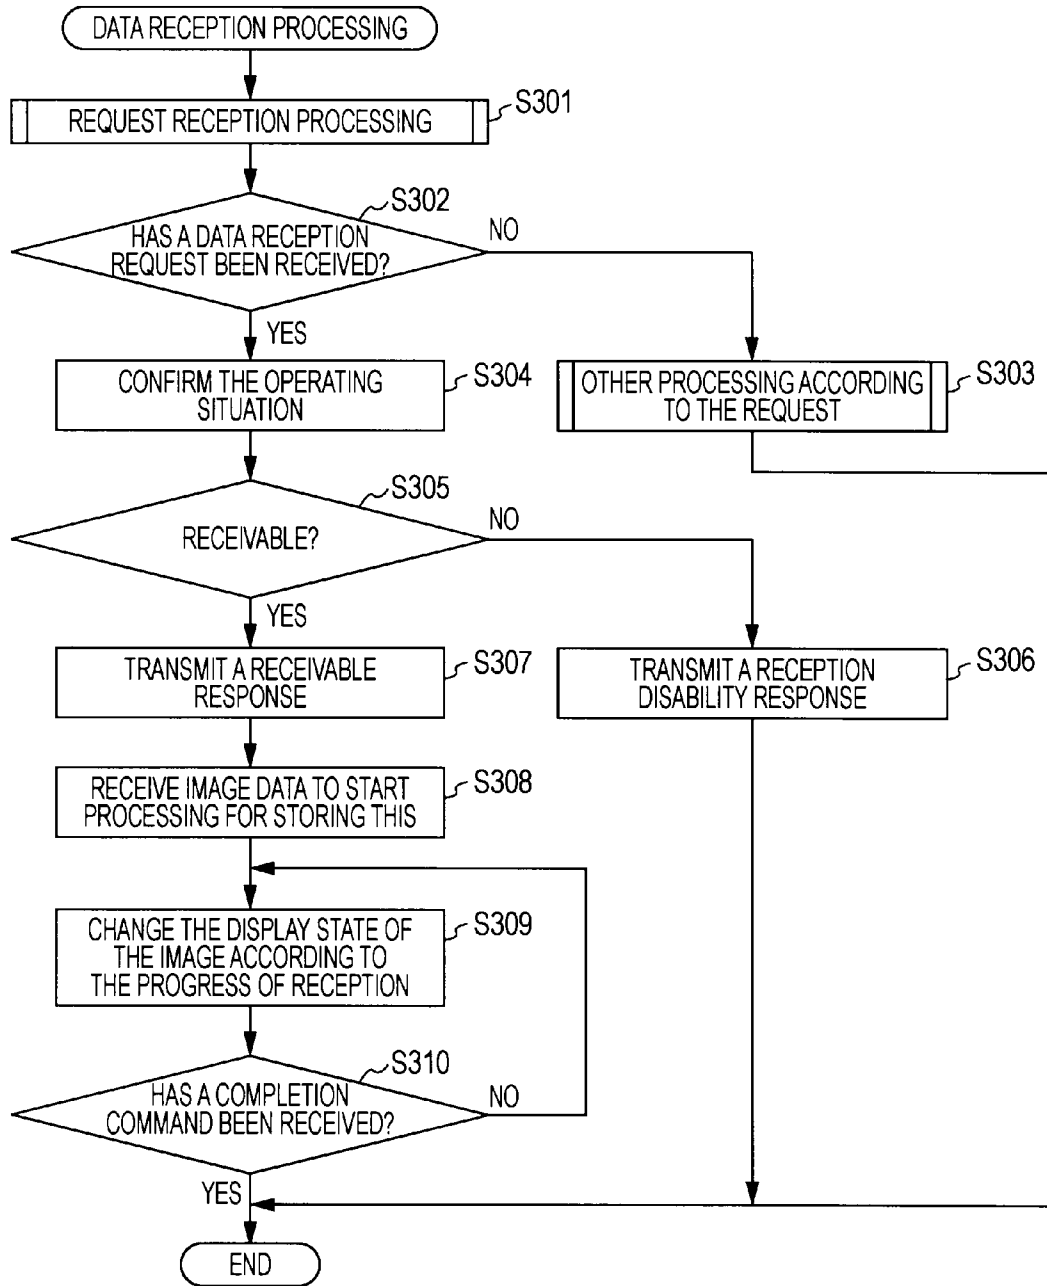 DATA RECEPTION PROCESSING
REQUEST RECEPTION PROCESSING
S301
S302
HAS A DATA RECEPTION
REQUEST BEEN RECEIVED?
NO
YES
CONFIRM THE OPERATING
SITUATION
S304
OTHER PROCESSING ACCORDING
TO THE REQUEST
S303
S305
RECEIVABLE?
NO
YES
TRANSMIT A RECEIVABLE
RESPONSE
S307
TRANSMIT A RECEPTION
DISABILITY RESPONSE
S306
RECEIVE IMAGE DATA TO START
PROCESSING FOR STORING THIS
S308
CHANGE THE DISPLAY STATE OF
THE IMAGE ACCORDING TO
THE PROGRESS OF RECEPTION
S309
S310
HAS A COMPLETION
COMMAND BEEN RECEIVED?
NO
YES
END